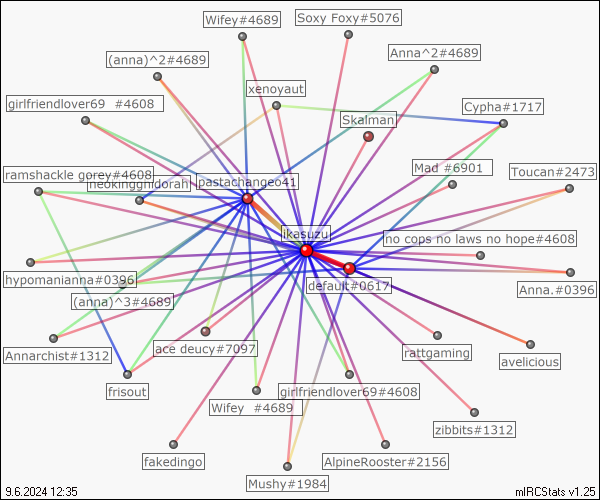 Wifey#4689
Soxy Foxy#5076
(anna)^2#4689
Anna^2#4689
xenoyaut
girlfriendlover69 #4608
Cypha#1717
Skalman
Mad #6901
ramshackle gorey#4608
Toucan#2473
neokingghidorah
pastachangeo41
ikasuzu
no cops no laws no hope#4608
hypomanianna#0396
default#0617
Anna.#0396
(anna)^3#4689
Annarchist#1312
ace deucy#7097
rattgaming
avelicious
frisout
girlfriendlover69#4608
Wifey #4689
zibbits#1312
fakedingo
AlpineRooster#2156
Mushy#1984
9.6.2024 12:35
mIRCStats v1.25